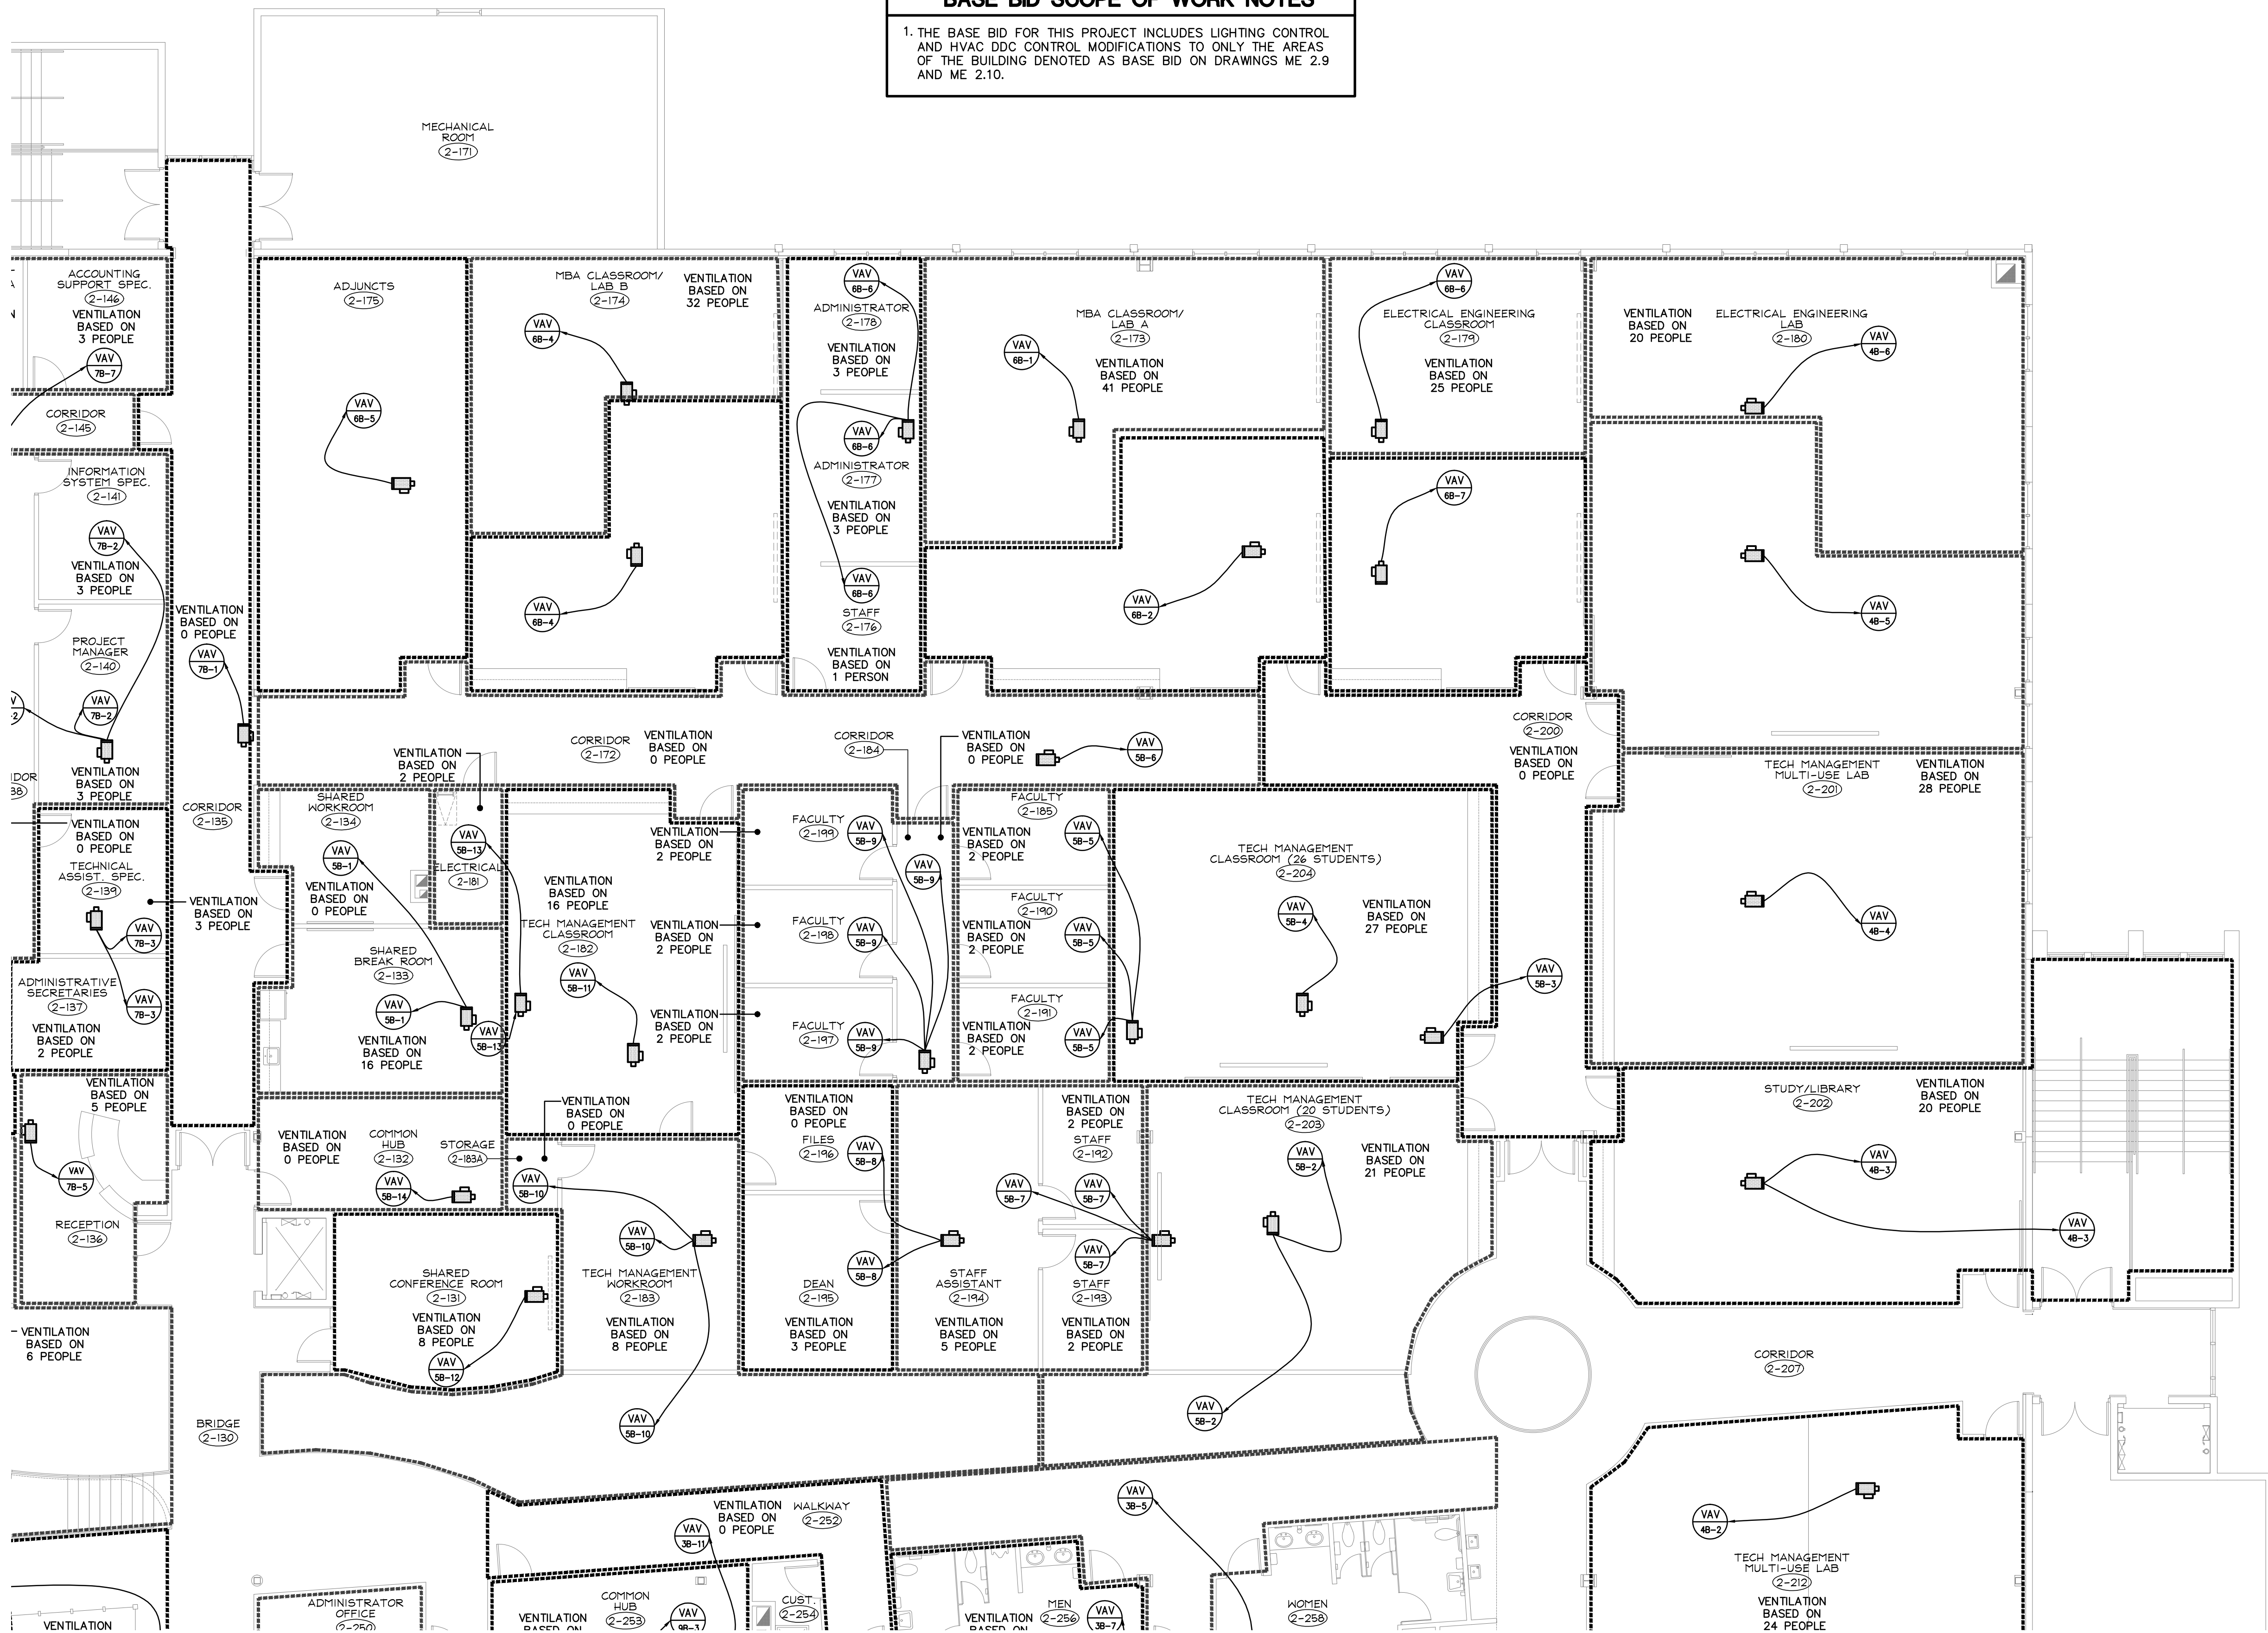 BASE BID SCOPE OF WORK NOTES
1. THE BASE BID FOR THIS PROJECT INCLUDES LIGHTING CONTROL
AND HVAC DDC CONTROL MODIFICATIONS TO ONLY THE AREAS
OF THE BUILDING DENOTED AS BASE BID ON DRAWINGS ME 2.9
AND ME 2.10.
MECHANICAL
ROOM
2-171
ACCOUNTING
SUPPORT SPEC.
2-146
VENTILATION
BASED ON
3 PEOPLE
VAV
7B-7
CORRIDOR
2-145
INFORMATION
SYSTEM SPEC.
2-141
VAV
7B-2
VENTILATION
BASED ON
3 PEOPLE
PROJECT
MANAGER
2-140
VAV
7B-2
VENTILATION
BASED ON
3 PEOPLE
VENTILATION
BASED ON
0 PEOPLE
TECHNICAL
ASSIST. SPEC.
2-139
VENTILATION
BASED ON
3 PEOPLE
VAV
7B-3
ADMINISTRATIVE
SECRETARIES
2-137
VAV
7B-3
VENTILATION
BASED ON
2 PEOPLE
VENTILATION
BASED ON
5 PEOPLE
VAV
7B-5
RECEPTION
2-136
VENTILATION
BASED ON
6 PEOPLE
VENTILATION
BASED ON
0 PEOPLE
VAV
7B-1
CORRIDOR
2-135
ADJUNCTS
2-175
VAV
6B-5
MBA CLASSROOM/
LAB B
2-174
VENTILATION
BASED ON
32 PEOPLE
VAV
6B-4
VAV
6B-4
VAV
6B-6
ADMINISTRATOR
2-178
VENTILATION
BASED ON
3 PEOPLE
VAV
6B-6
ADMINISTRATOR
2-177
VENTILATION
BASED ON
3 PEOPLE
VAV
6B-6
STAFF
2-176
VENTILATION
BASED ON
1 PERSON
MBA CLASSROOM/
LAB A
2-173
VAV
6B-1
VENTILATION
BASED ON
41 PEOPLE
VAV
6B-2
VAV
6B-6
ELECTRICAL ENGINEERING
CLASSROOM
2-179
VENTILATION
BASED ON
25 PEOPLE
VAV
6B-7
VENTILATION
BASED ON
20 PEOPLE
ELECTRICAL ENGINEERING
LAB
2-180
VAV
4B-6
VAV
4B-5
CORRIDOR
2-172
VENTILATION
BASED ON
0 PEOPLE
CORRIDOR
2-184
VENTILATION
BASED ON
0 PEOPLE
VAV
5B-6
CORRIDOR
2-200
VENTILATION
BASED ON
0 PEOPLE
TECH MANAGEMENT
MULTI-USE LAB
2-201
VENTILATION
BASED ON
28 PEOPLE
VAV
4B-4
VENTILATION
BASED ON
2 PEOPLE
SHARED
WORKROOM
2-134
VAV
5B-1
VENTILATION
BASED ON
0 PEOPLE
VAV
5B-13
ELECTRICAL
2-181
SHARED
BREAK ROOM
2-133
VAV
5B-1
VENTILATION
BASED ON
16 PEOPLE
VAV
5B-13
VENTILATION
BASED ON
16 PEOPLE
TECH MANAGEMENT
CLASSROOM
2-182
VAV
5B-11
VENTILATION
BASED ON
2 PEOPLE
FACULTY
2-199
VAV
5B-9
VAV
5B-9
VENTILATION
BASED ON
2 PEOPLE
FACULTY
2-198
VAV
5B-9
VENTILATION
BASED ON
2 PEOPLE
FACULTY
2-197
VAV
5B-9
FACULTY
2-185
VENTILATION
BASED ON
2 PEOPLE
VAV
5B-5
FACULTY
2-190
VENTILATION
BASED ON
2 PEOPLE
VAV
5B-5
FACULTY
2-191
VENTILATION
BASED ON
2 PEOPLE
VAV
5B-5
TECH MANAGEMENT
CLASSROOM (26 STUDENTS)
2-204
VAV
5B-4
VENTILATION
BASED ON
27 PEOPLE
VAV
5B-3
VENTILATION
BASED ON
0 PEOPLE
COMMON
HUB
2-132
VAV
5B-14
STORAGE
2-183A
VENTILATION
BASED ON
0 PEOPLE
VAV
5B-10
VAV
5B-10
SHARED
CONFERENCE ROOM
2-131
VENTILATION
BASED ON
8 PEOPLE
VAV
5B-12
TECH MANAGEMENT
WORKROOM
2-183
VENTILATION
BASED ON
8 PEOPLE
VAV
5B-10
VENTILATION
BASED ON
0 PEOPLE
FILES
2-196
VAV
5B-8
VAV
5B-8
DEAN
2-195
VENTILATION
BASED ON
3 PEOPLE
STAFF
ASSISTANT
2-194
VENTILATION
BASED ON
5 PEOPLE
VAV
5B-7
VENTILATION
BASED ON
2 PEOPLE
STAFF
2-192
VAV
5B-7
VAV
5B-7
STAFF
2-193
VENTILATION
BASED ON
2 PEOPLE
TECH MANAGEMENT
CLASSROOM (20 STUDENTS)
2-203
VAV
5B-2
VENTILATION
BASED ON
21 PEOPLE
VAV
5B-2
STUDY/LIBRARY
2-202
VENTILATION
BASED ON
20 PEOPLE
VAV
4B-3
VAV
4B-3
CORRIDOR
2-207
BRIDGE
2-130
VENTILATION
BASED ON
0 PEOPLE
WALKWAY
2-252
VAV
3B-11
VAV
3B-5
VAV
4B-2
TECH MANAGEMENT
MULTI-USE LAB
2-212
VENTILATION
BASED ON
24 PEOPLE
VENTILATION
ADMINISTRATOR
OFFICE
2-250
VENTILATION
BASED ON
COMMON
HUB
2-253
VAV
9B-3
CUST.
2-254
VENTILATION
BASED ON
MEN
2-256
VAV
3B-7
WOMEN
2-258